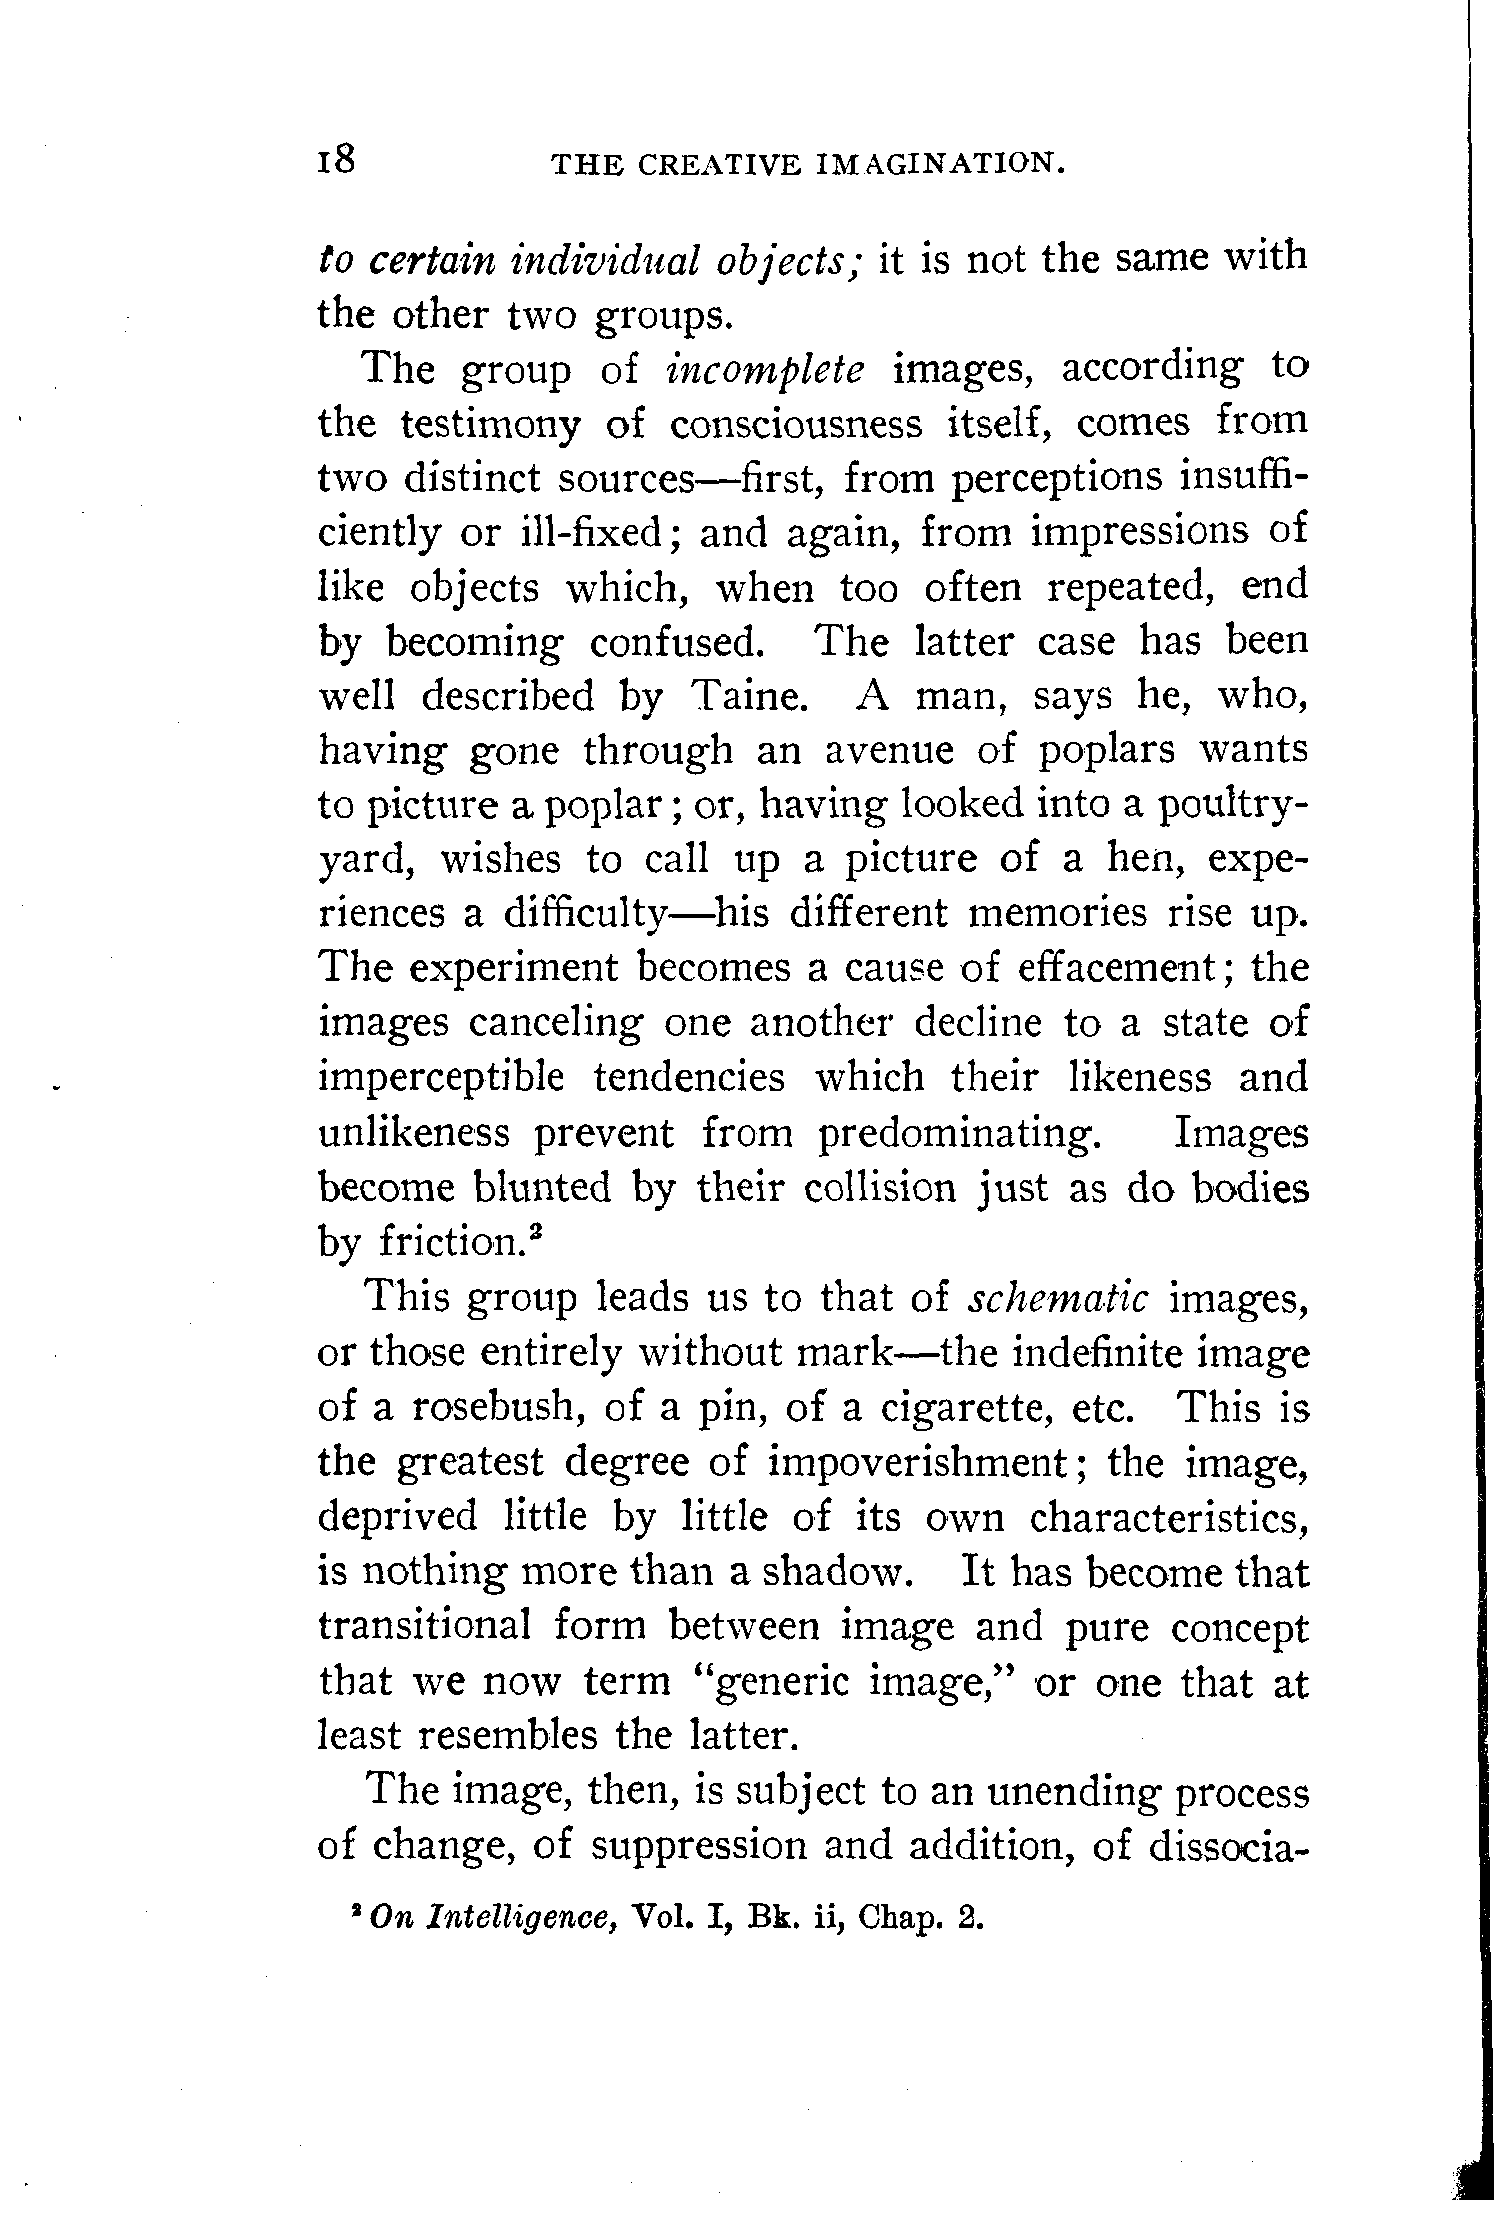 18 THE CREATIVE IMAGINATION.
to certain individual objects; it is not the same with
the other two groups.
The group of incomplete images, according to
the testimony of consciousness itself, comes from
two distinct sources—first, from perceptions insuffi-
ciently or ill-fixed; and again, from impressions of
like objects which, when too often repeated, end
by becoming confused. The latter case has been
well described by Taine. A man, says he, who,
having gone through an avenue of poplars wants
to picture a poplar; or, having looked into a poultry-
yard, wishes to call up a picture of a hen, expe-
riences a difficulty—his different memories rise up.
The experiment becomes a cause of effacement; the
images canceling one another decline to a state of
imperceptible tendencies which their likeness and
unlikeness prevent from predominating. Images
become blunted by their collision just as do bodies
by friction.²
This group leads us to that of schematic images,
or those entirely without mark—the indefinite image
of a rosebush, of a pin, of a cigarette, etc. This is
the greatest degree of impoverishment; the image,
deprived little by little of its own characteristics,
is nothing more than a shadow. It has become that
transitional form between image and pure concept
that we now term “generic image,” or one that at
least resembles the latter.
The image, then, is subject to an unending process
of change, of suppression and addition, of dissocia-
² On Intelligence, Vol. I, Bk. ii, Chap. 2.